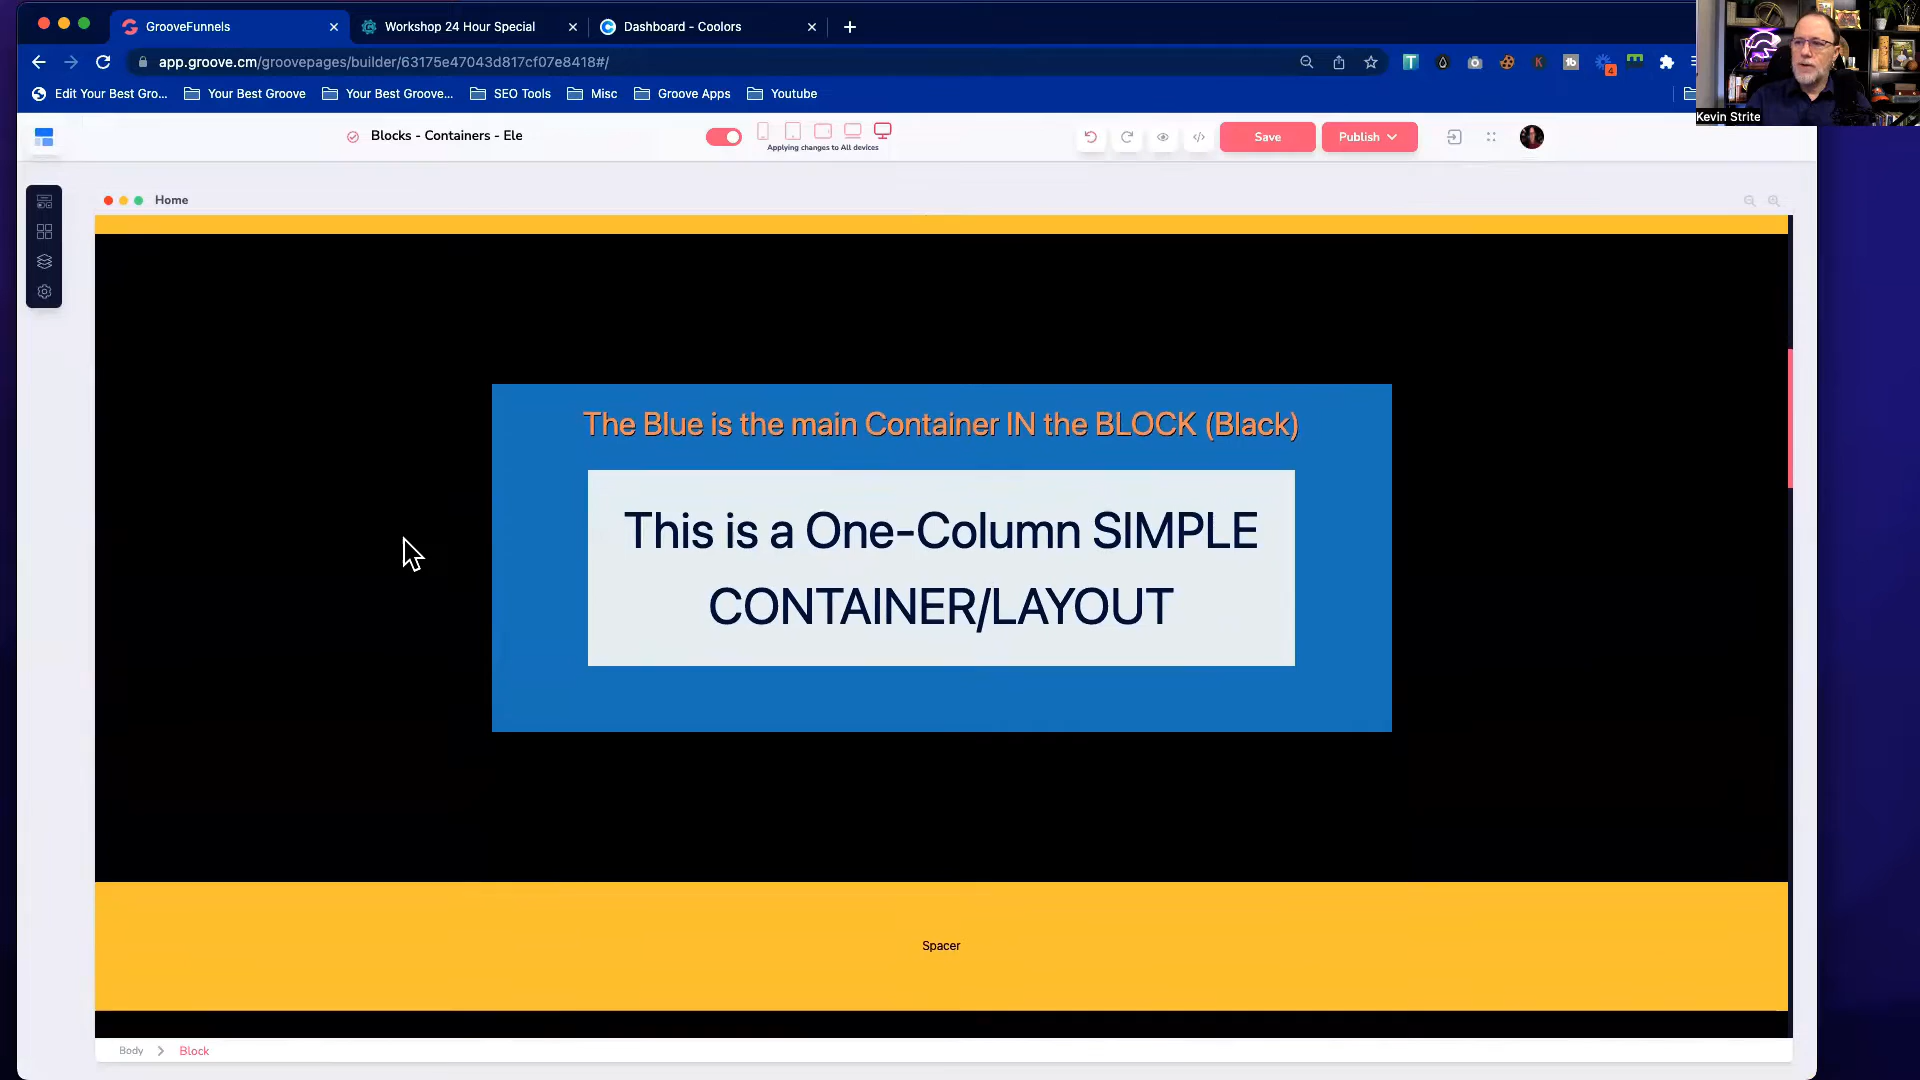 GrooveFunnels
Workshop 24 Hour Special
Dashboard - Coolors
app.groove.cm/groovepages/builder/63175e47043d817cf07e8418#/
Edit Your Best Gro...
Your Best Groove
Your Best Groove...
SEO Tools
Misc
Groove Apps
Youtube
Kevin Strite
Blocks - Containers - Ele
Applying changes to All devices
Save
Publish
Home
The Blue is the main Container IN the BLOCK (Black)
This is a One-Column SIMPLE
CONTAINER/LAYOUT
Spacer
Body
Block